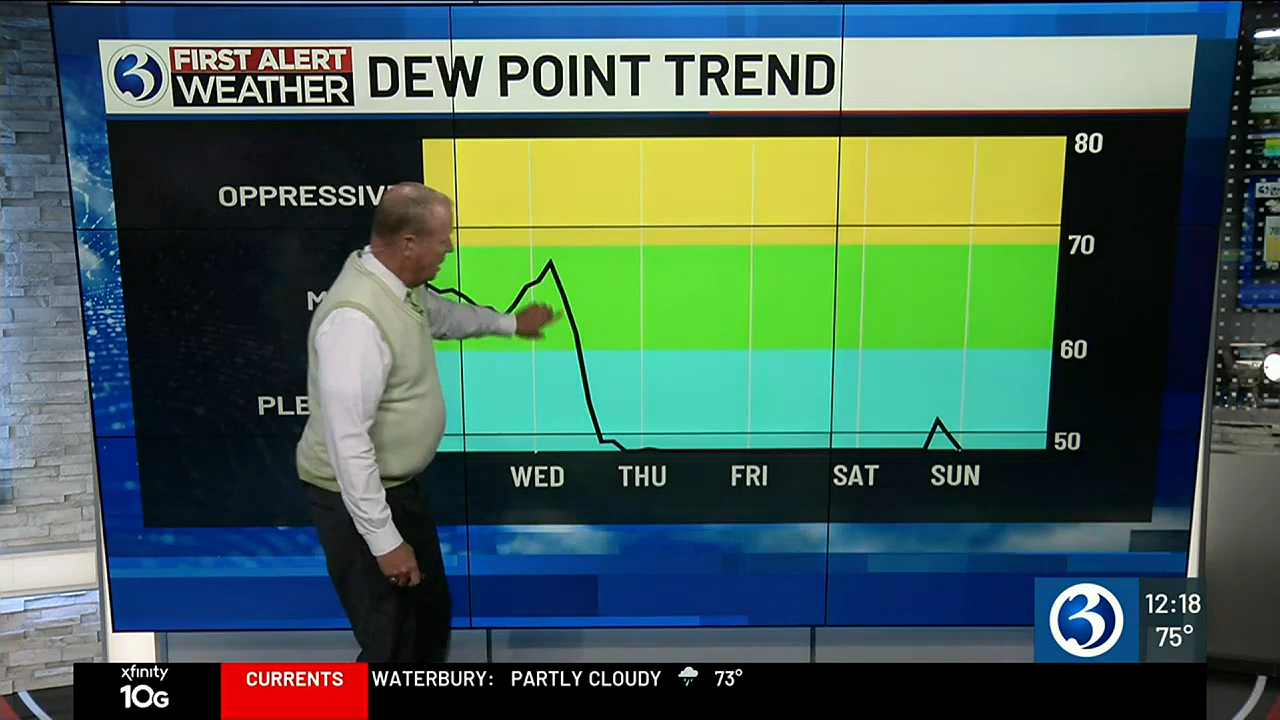 3 FIRST ALERT
WEATHER
DEW POINT TREND
80
OPPRESSIV
70
M
60
PLE
50
WED THU FRI SAT SUN
3
12:18
75°
xfinity
10G
CURRENTS
WATERBURY: PARTLY CLOUDY 73°